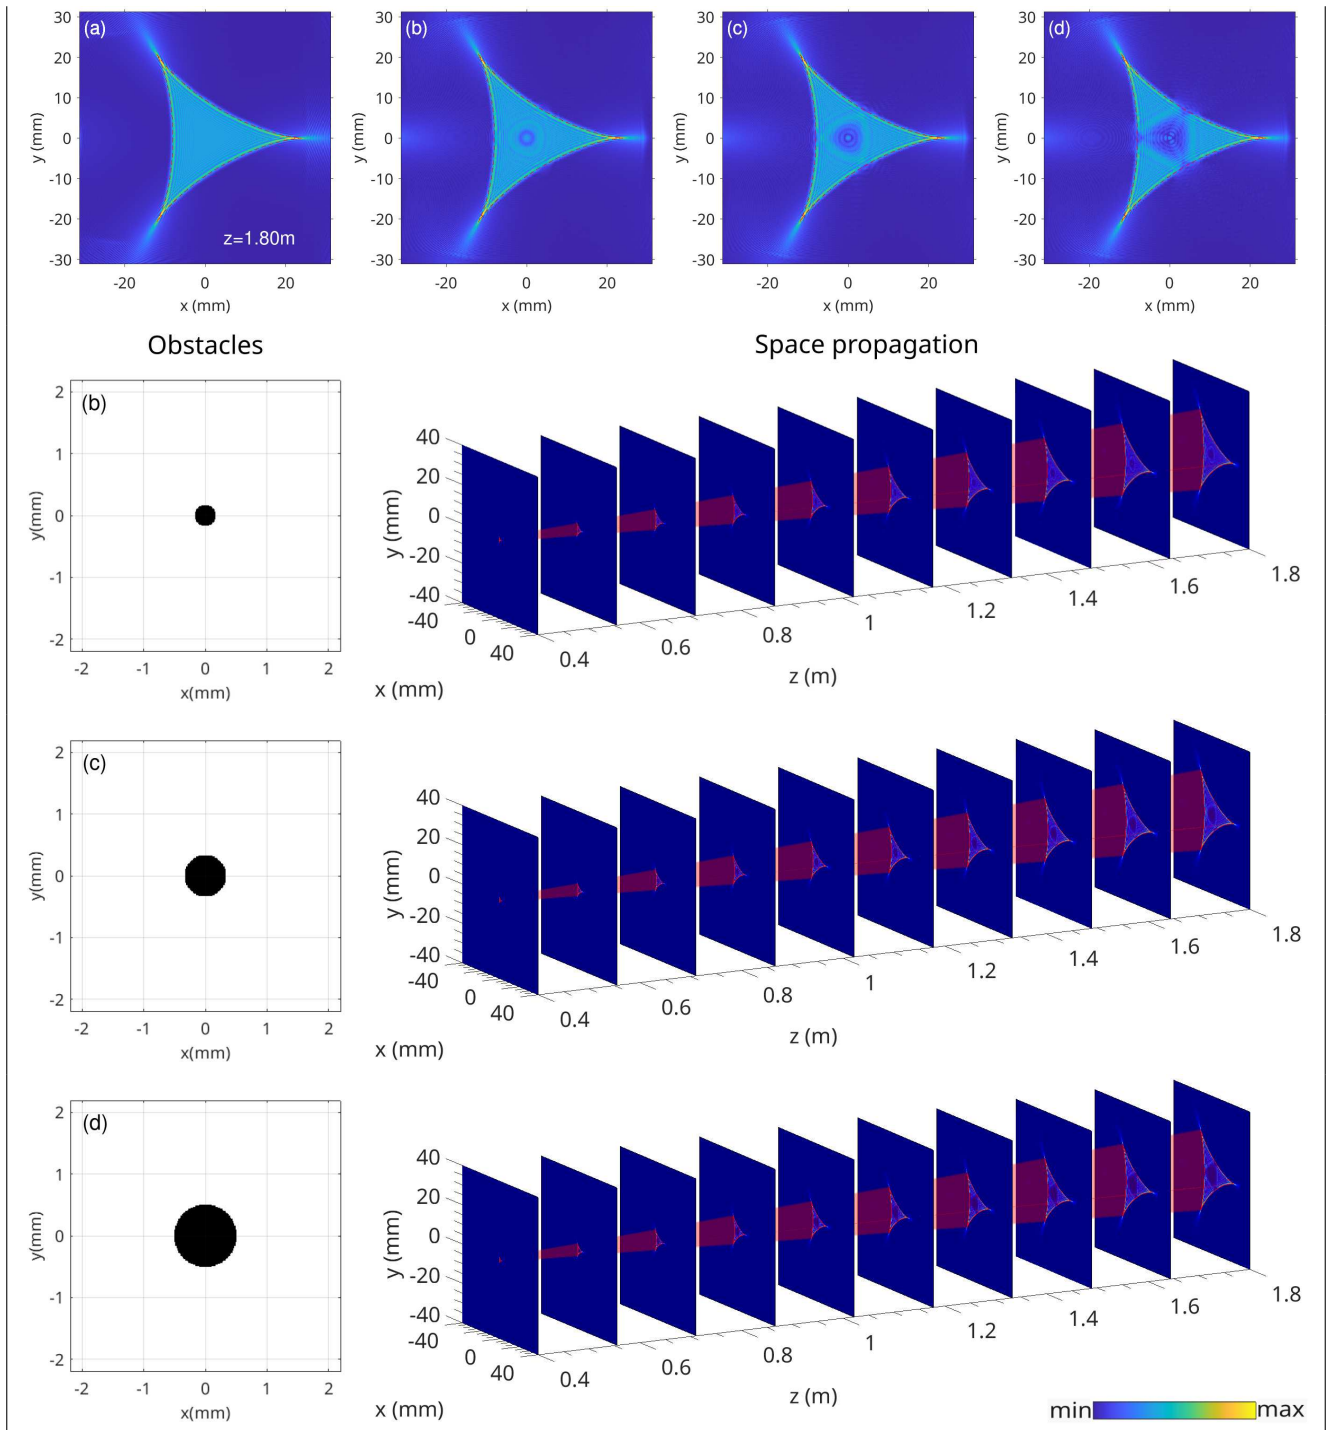 (a) (b) (c) (d)
30 30 30 30
20 20 20 20
10 10 10 10
y (mm) 0 y (mm) 0 y (mm) 0 y (mm) 0
-10 -10 -10 -10
-20 -20 -20 -20
z=1.80m
-30 -30 -30 -30
-20 0 20 -20 0 20 -20 0 20 -20 0 20
x (mm) x (mm) x (mm) x (mm)
Obstacles Space propagation
(b)
2
1
y(mm) 0
-1
-2
-2 -1 0 1 2
x(mm)
40
20
y (mm) 0
-20
-40
-40 0 40
x (mm)
0.4 0.6 0.8 1 1.2 1.4 1.6 1.8
z (m)
(c)
2
1
y(mm) 0
-1
-2
-2 -1 0 1 2
x(mm)
40
20
y (mm) 0
-20
-40
-40 0 40
x (mm)
0.4 0.6 0.8 1 1.2 1.4 1.6 1.8
z (m)
(d)
2
1
y(mm) 0
-1
-2
-2 -1 0 1 2
x(mm)
40
20
y (mm) 0
-20
-40
-40 0 40
x (mm)
0.4 0.6 0.8 1 1.2 1.4 1.6 1.8
z (m)
min max